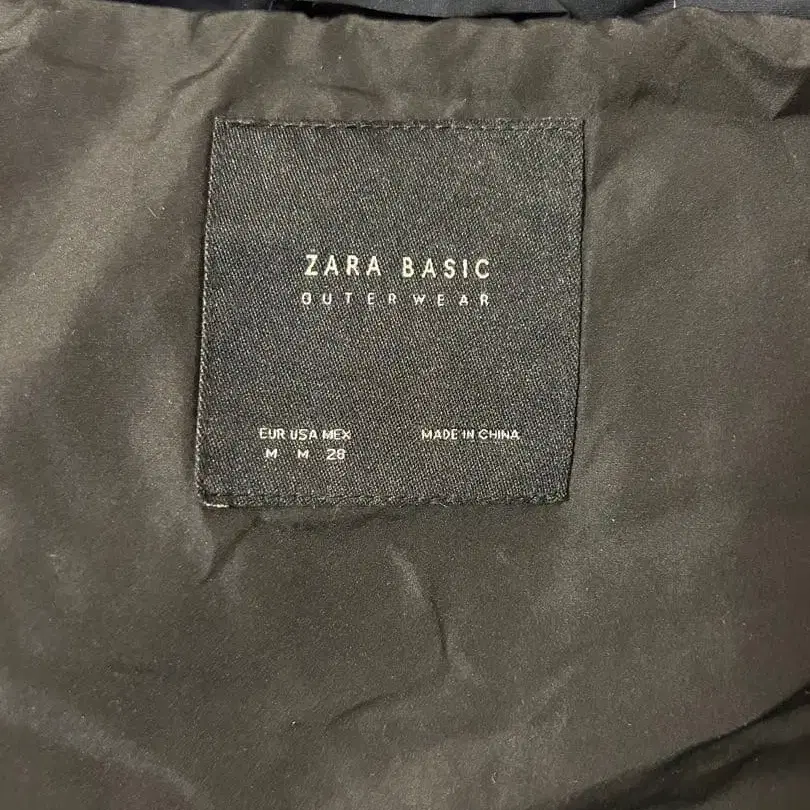 ZARA BASIC
OUTERWEAR
EUR USA MEX MADE IN CHINA
M M 28